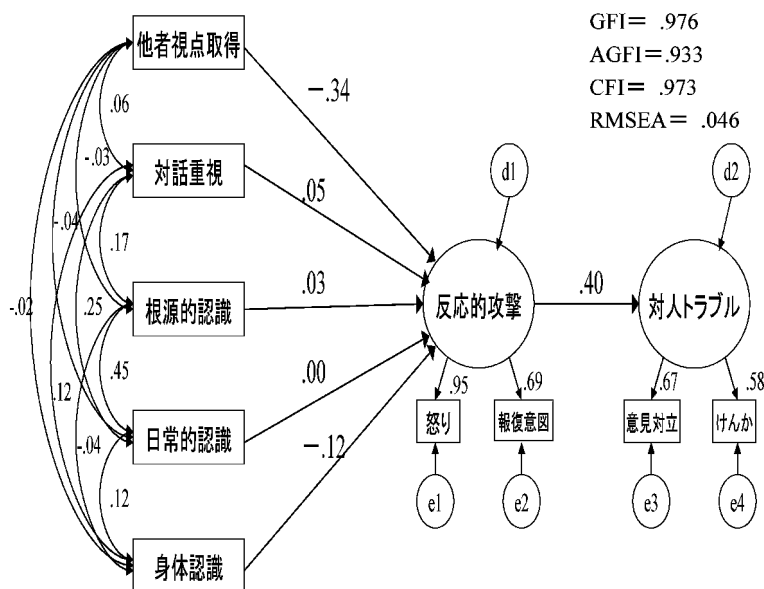 GFI= .976
AGFI=.933
CFI= .973
RMSEA= .046
他者視点取得
対話重視
根源的認識
日常的認識
身体認識
.06
-.03
-.04
-.02
.17
.25
.12
.45
-.04
.12
−.34
.05
.03
.00
−.12
d1
反応的攻撃
.40
d2
対人トラブル
.95
.69
.67
.58
怒り
報復意図
意見対立
けんか
e1
e2
e3
e4